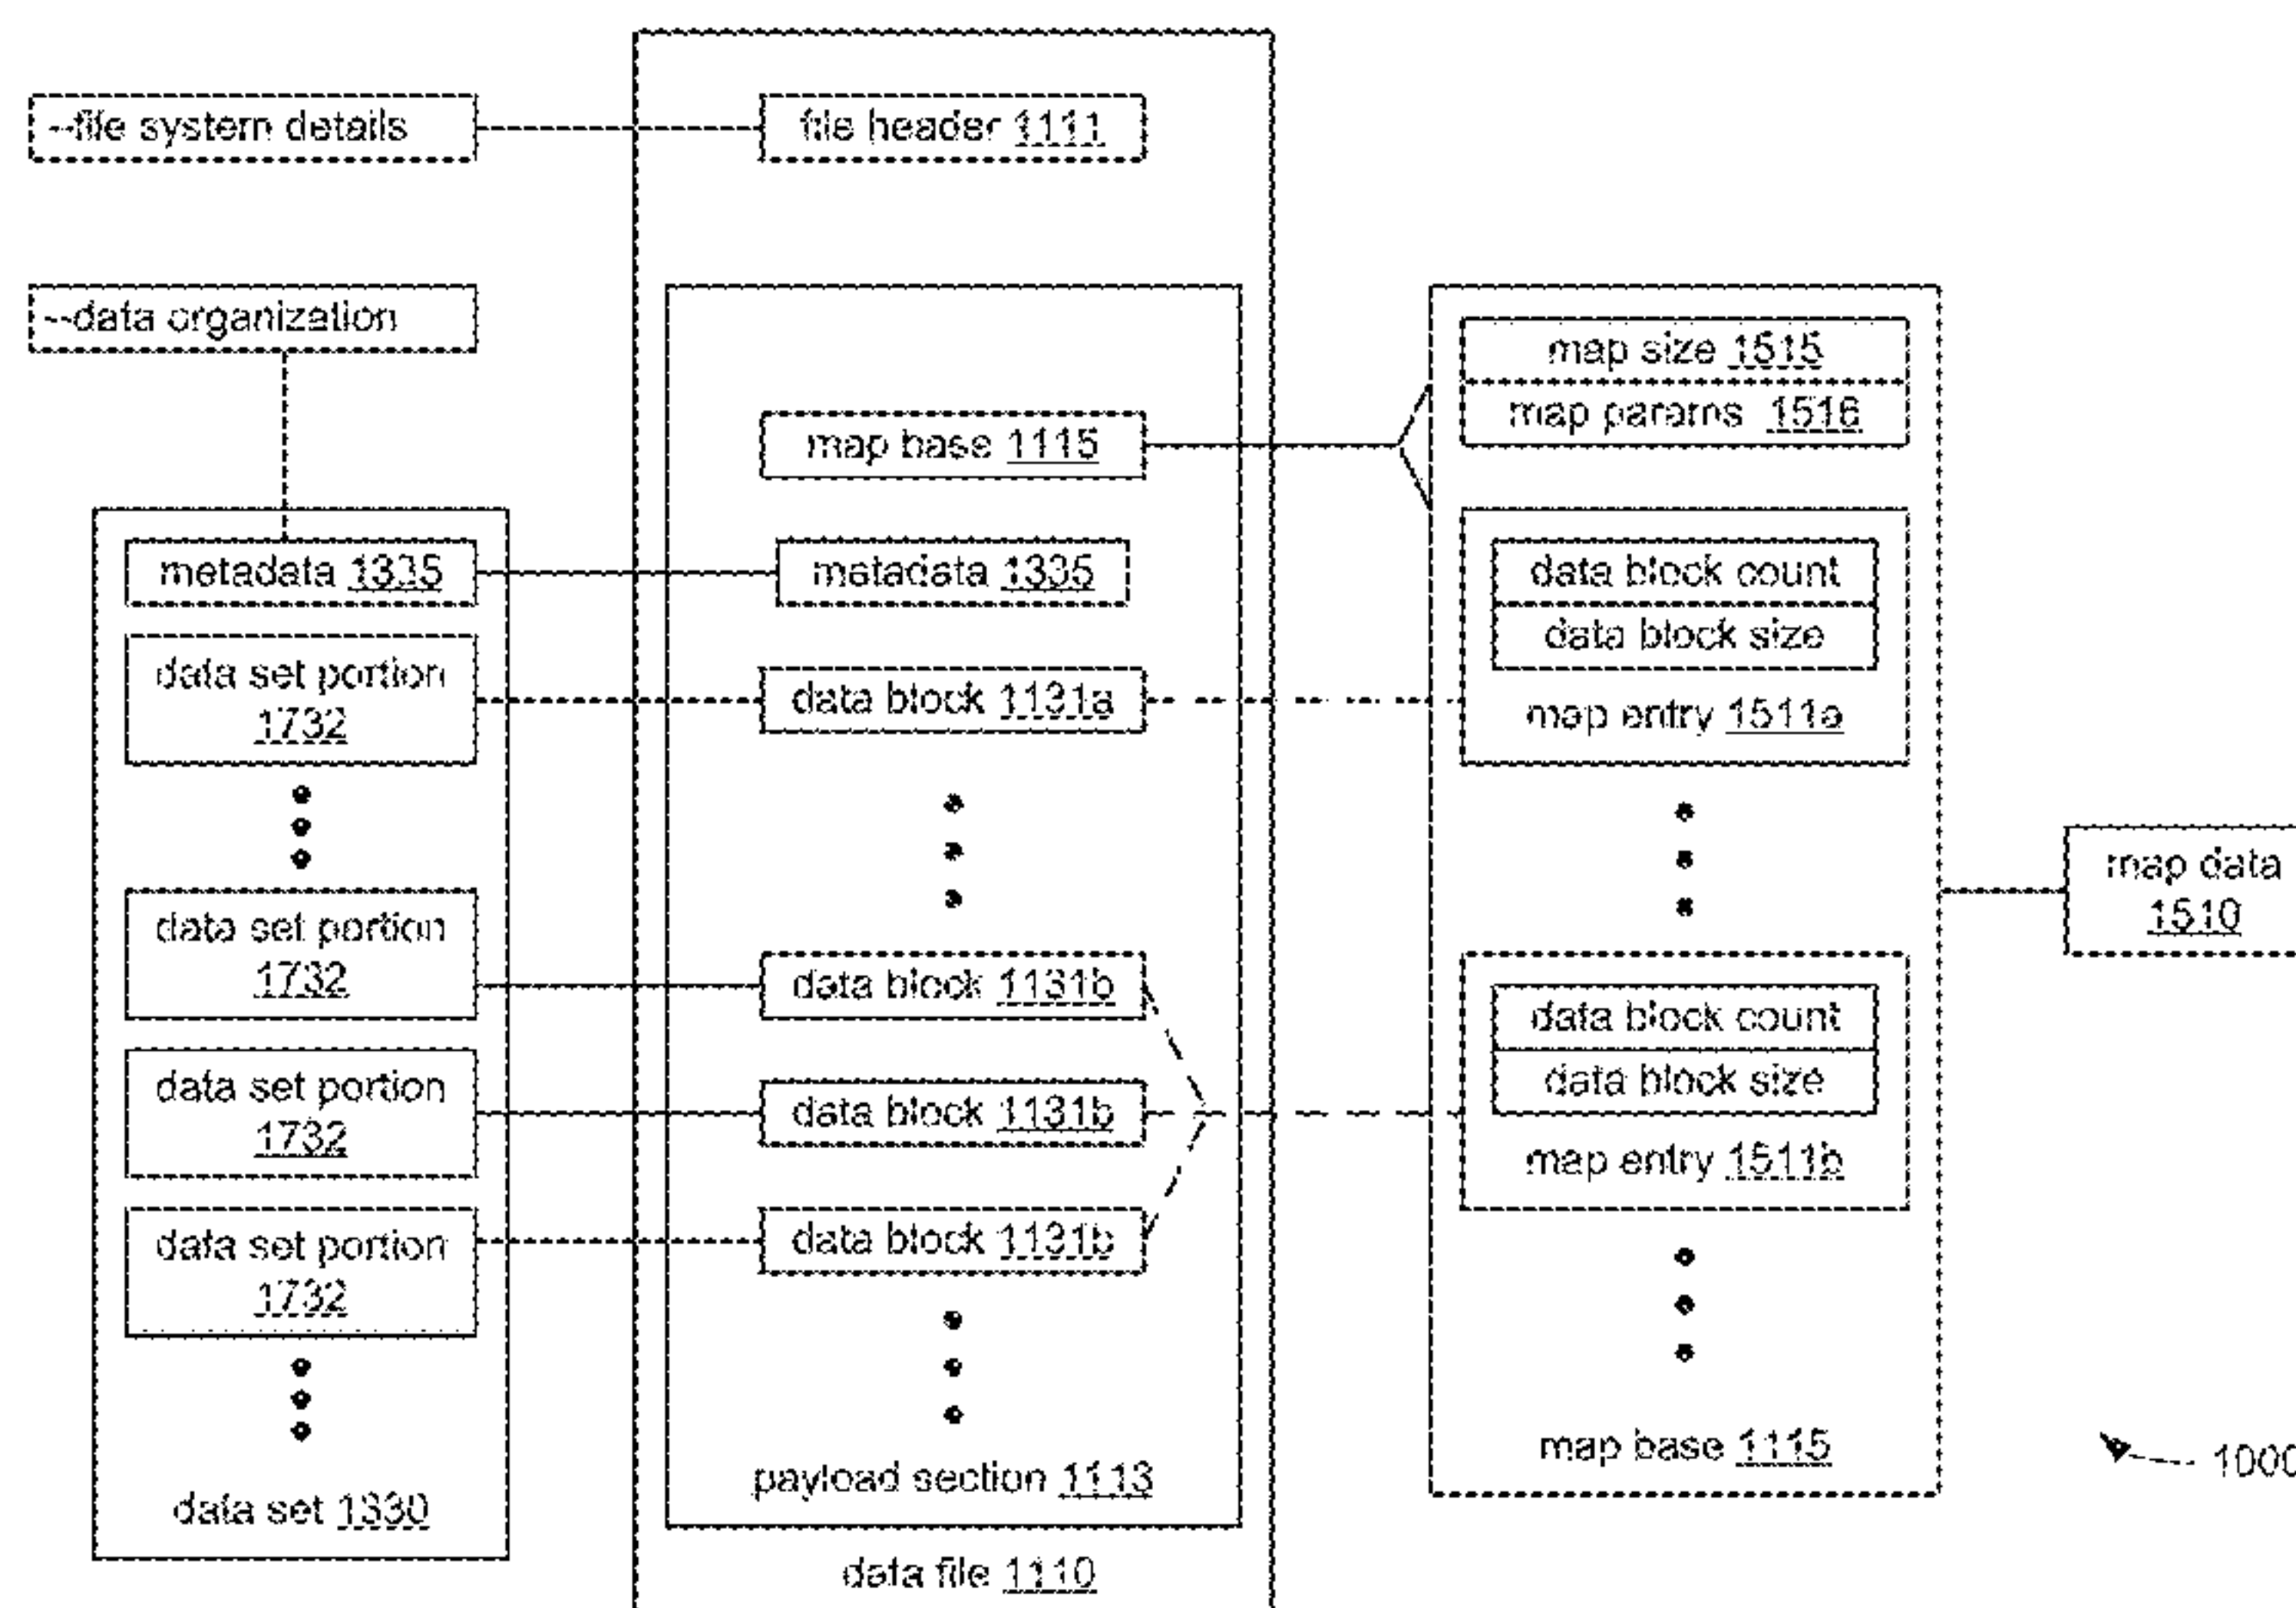 --file system details
file header 1111
--data organization
map size 1515
map params 1516
map base 1115
metadata 1335
metadata 1335
data block count
data block size
data set portion
1732
data block 1131a
map entry 1511a
map data
1510
data set portion
1732
data block 1131b
data block count
data block size
data set portion
1732
data block 1131b
map entry 1511b
data set portion
1732
data block 1131b
map base 1115
1000
payload section 1113
data set 1330
data file 1110